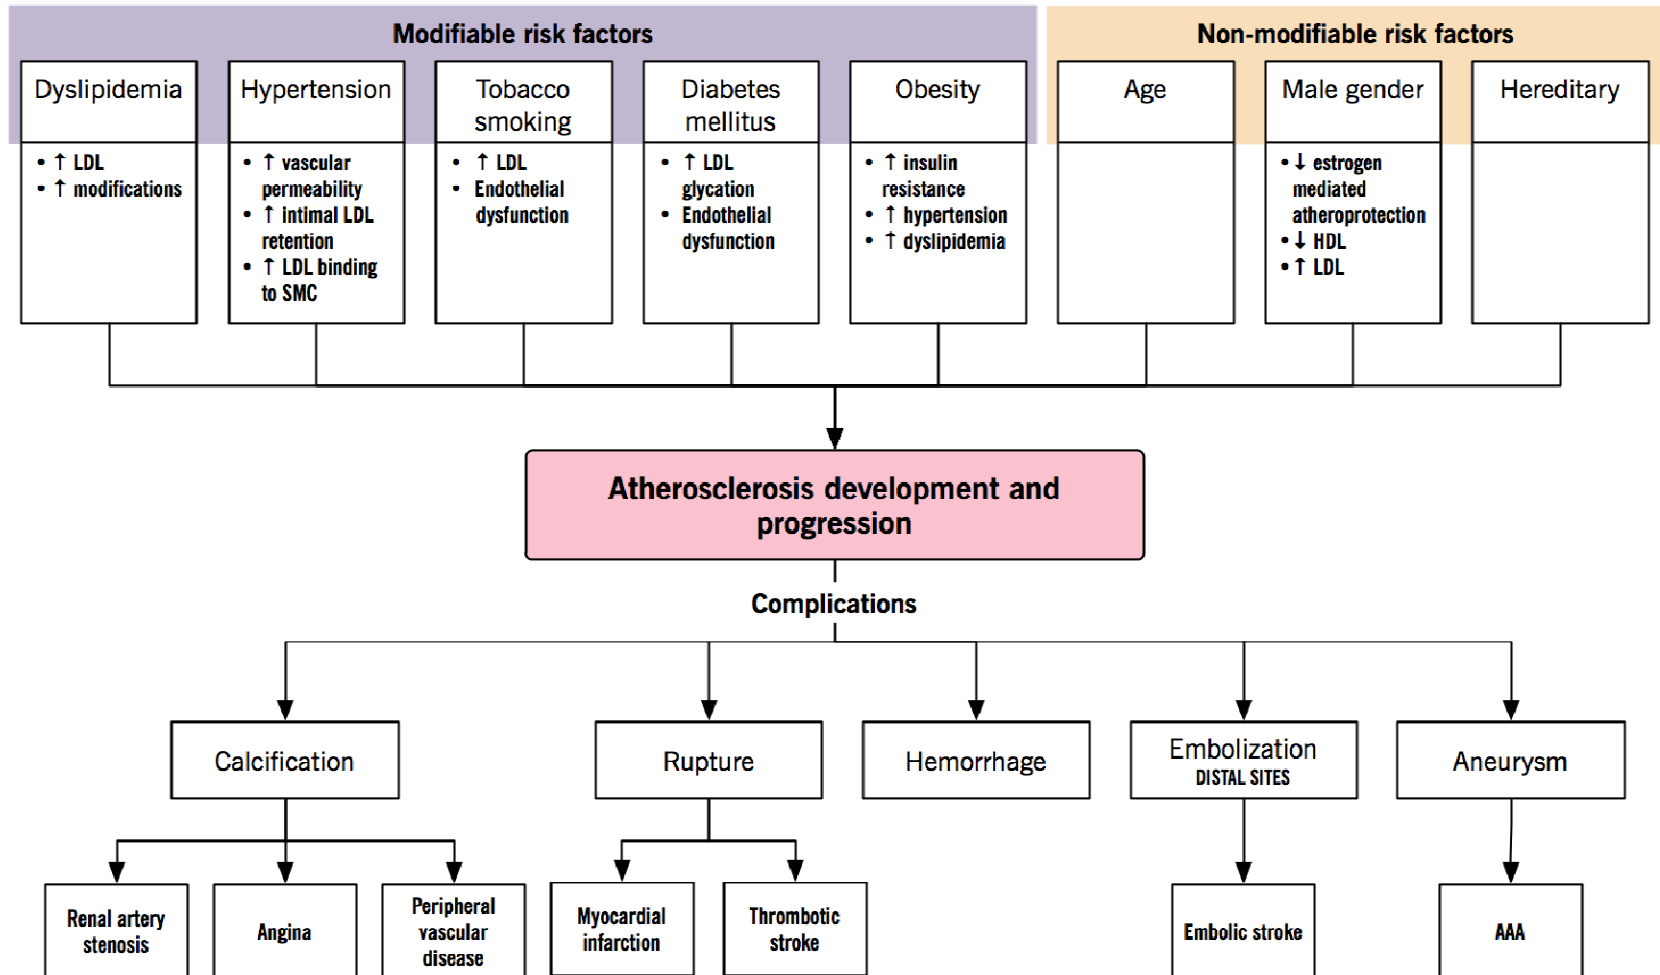 Modifiable risk factors
Non-modifiable risk factors
Dyslipidemia
• ↑ LDL
• ↑ modifications
Hypertension
• ↑ vascular
permeability
• ↑ intimal LDL
retention
• ↑ LDL binding
to SMC
Tobacco
smoking
• ↑ LDL
• Endothelial
dysfunction
Diabetes
mellitus
• ↑ LDL
glycation
• Endothelial
dysfunction
Obesity
• ↑ insulin
resistance
• ↑ hypertension
• ↑ dyslipidemia
Age
Male gender
• ↓ estrogen
mediated
atheroprotection
• ↓ HDL
• ↑ LDL
Hereditary
Atherosclerosis development and
progression
Complications
Calcification
Rupture
Hemorrhage
Embolization
DISTAL SITES
Aneurysm
Renal artery
stenosis
Angina
Peripheral
vascular
disease
Myocardial
infarction
Thrombotic
stroke
Embolic stroke
AAA